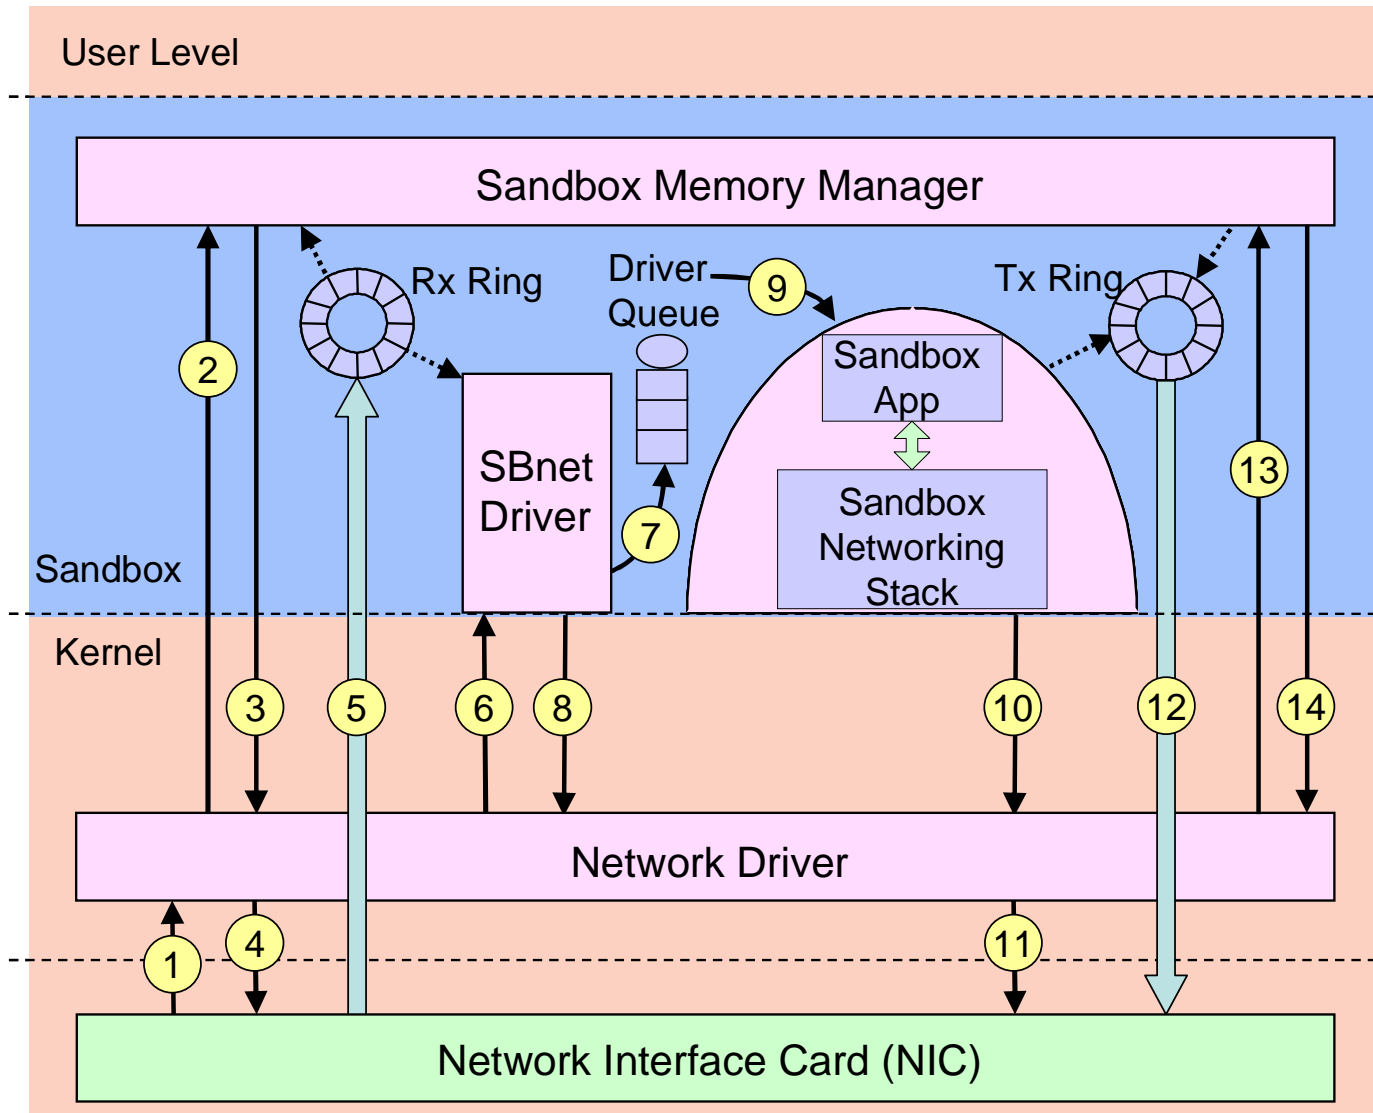 User Level
Sandbox Memory Manager
Rx Ring
Driver
Queue
9
Tx Ring
2
Sandbox
App
SBnet
Driver
13
7
Sandbox
Networking
Stack
Sandbox
Kernel
3
5
6
8
10
12
14
Network Driver
1
4
11
Network Interface Card (NIC)